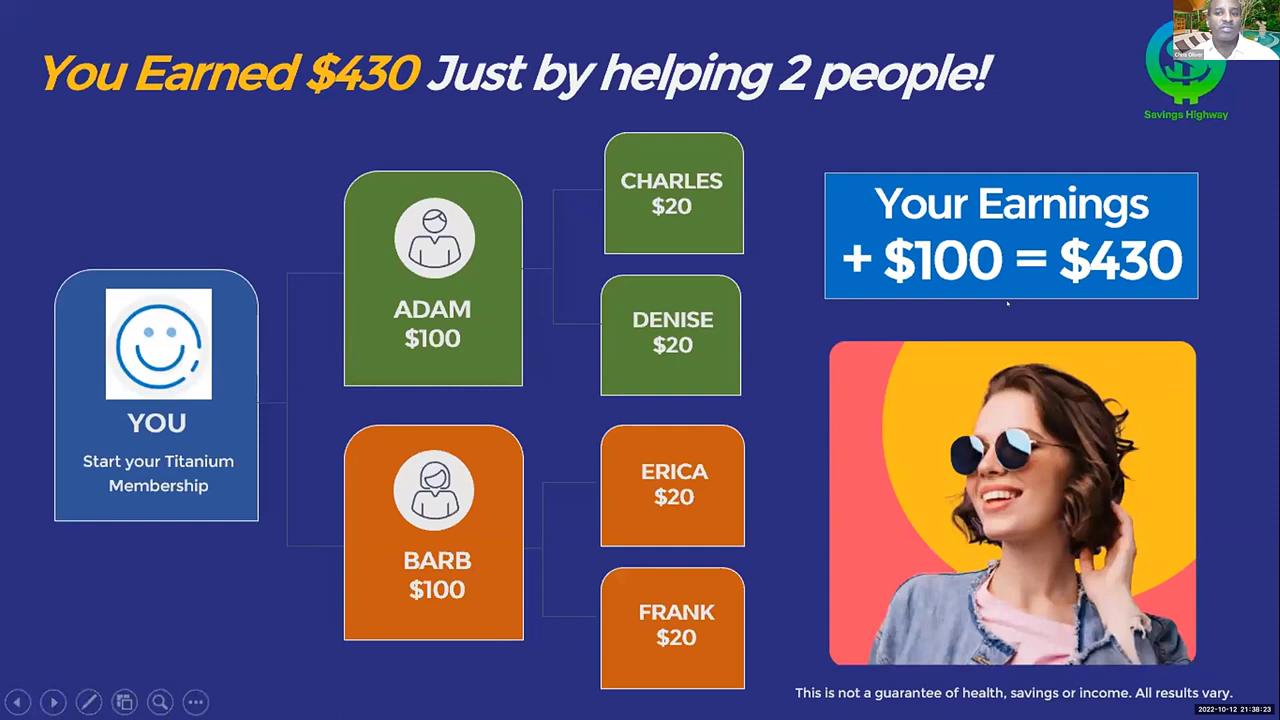 You Earned $430 Just by helping 2 people!
Chris Oliver
Savings Highway
YOU
Start your Titanium
Membership
ADAM
$100
BARB
$100
CHARLES
$20
DENISE
$20
ERICA
$20
FRANK
$20
Your Earnings
+ $100 = $430
This is not a guarantee of health, savings or income. All results vary.
2022-10-12 21:38:23